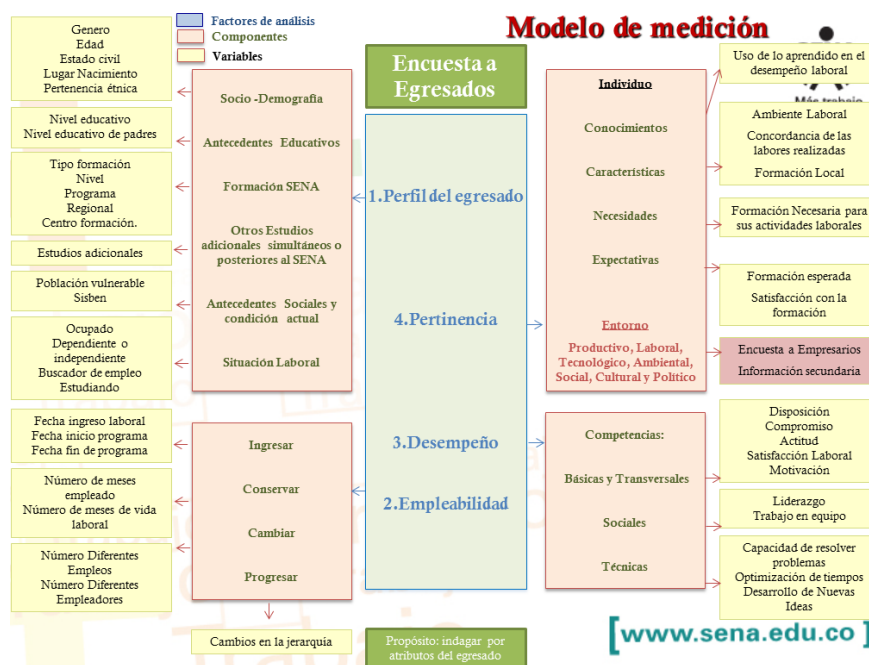 Modelo de medición
Factores de análisis
Componentes
Variables
Encuesta a
Egresados
Genero
Edad
Estado civil
Lugar Nacimiento
Pertenencia étnica
Nivel educativo
Nivel educativo de padres
Tipo formación
Nivel
Programa
Regional
Centro formación.
Estudios adicionales
Población vulnerable
Sisben
Ocupado
Dependiente o
independiente
Buscador de empleo
Estudiando
Fecha ingreso laboral
Fecha inicio programa
Fecha fin de programa
Número de meses
empleado
Número de meses de vida
laboral
Número Diferentes
Empleos
Número Diferentes
Empleadores
Socio -Demografía
Antecedentes Educativos
Formación SENA
Otros Estudios
adicionales simultáneos o
posteriores al SENA
Antecedentes Sociales y
condición actual
Situación Laboral
Ingresar
Conservar
Cambiar
Progresar
Cambios en la jerarquía
1.Perfil del egresado
4.Pertinencia
3.Desempeño
2.Empleabilidad
Propósito: indagar por
atributos del egresado
Individuo
Conocimientos
Características
Necesidades
Expectativas
Entorno
Productivo, Laboral,
Tecnológico, Ambiental,
Social, Cultural y Político
Competencias:
Básicas y Transversales
Sociales
Técnicas
Uso de lo aprendido en el
desempeño laboral
Más trabajo
Ambiente Laboral
Concordancia de las
labores realizadas
Formación Local
Formación Necesaria para
sus actividades laborales
Formación esperada
Satisfacción con la
formación
Encuesta a Empresarios
Información secundaria
Disposición
Compromiso
Actitud
Satisfacción Laboral
Motivación
Liderazgo
Trabajo en equipo
Capacidad de resolver
problemas
Optimización de tiempos
Desarrollo de Nuevas
Ideas
[www.sena.edu.co ]